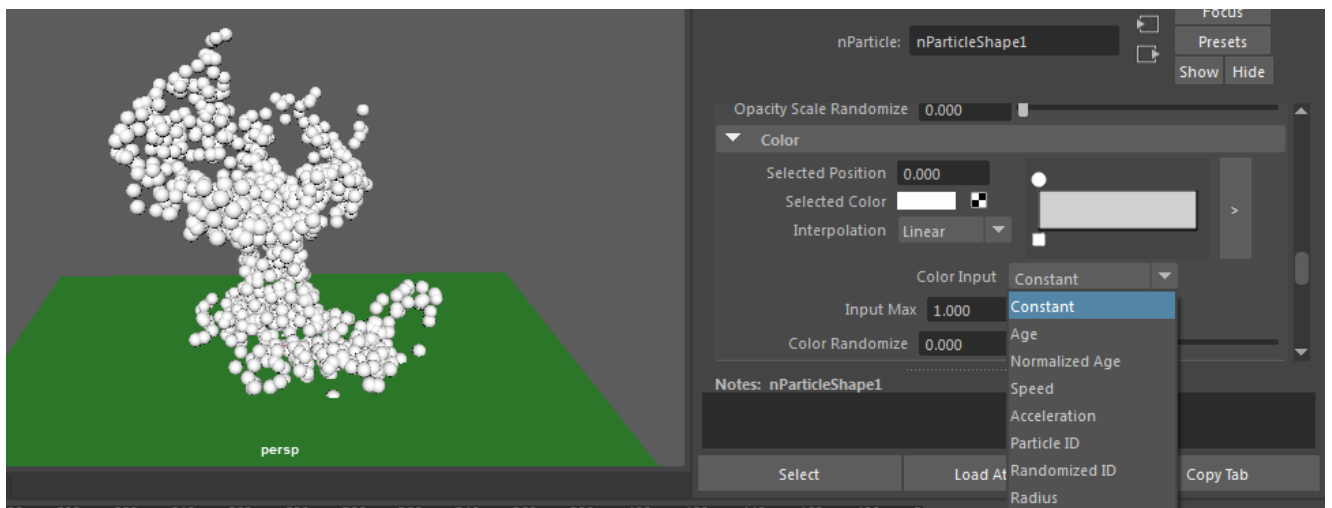 Focus
nParticle: nParticleShape1
Presets
Show Hide
Opacity Scale Randomize 0.000
Color
Selected Position 0.000
Selected Color
Interpolation Linear
>
Color Input Constant
Input Max 1.000
Constant
Age
Color Randomize 0.000
Normalized Age
Notes: nParticleShape1
Speed
Acceleration
Particle ID
persp
Select
Load At
Randomized ID
Copy Tab
Radius